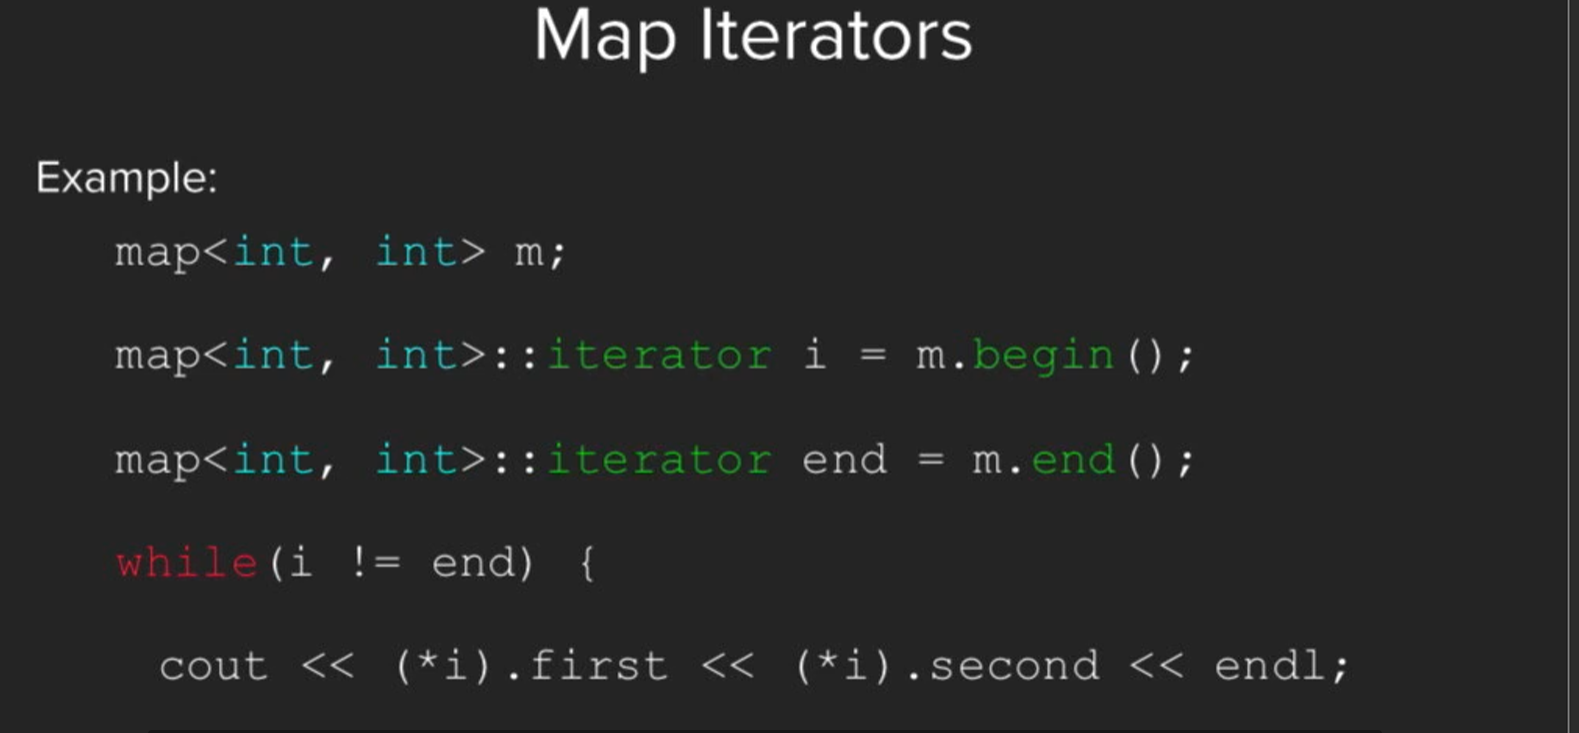 Map Iterators
Example:
map<int, int> m;
map<int, int>::iterator i = m.begin();
map<int, int>::iterator end = m.end();
while(i != end) {
cout << (*i).first << (*i).second << endl;